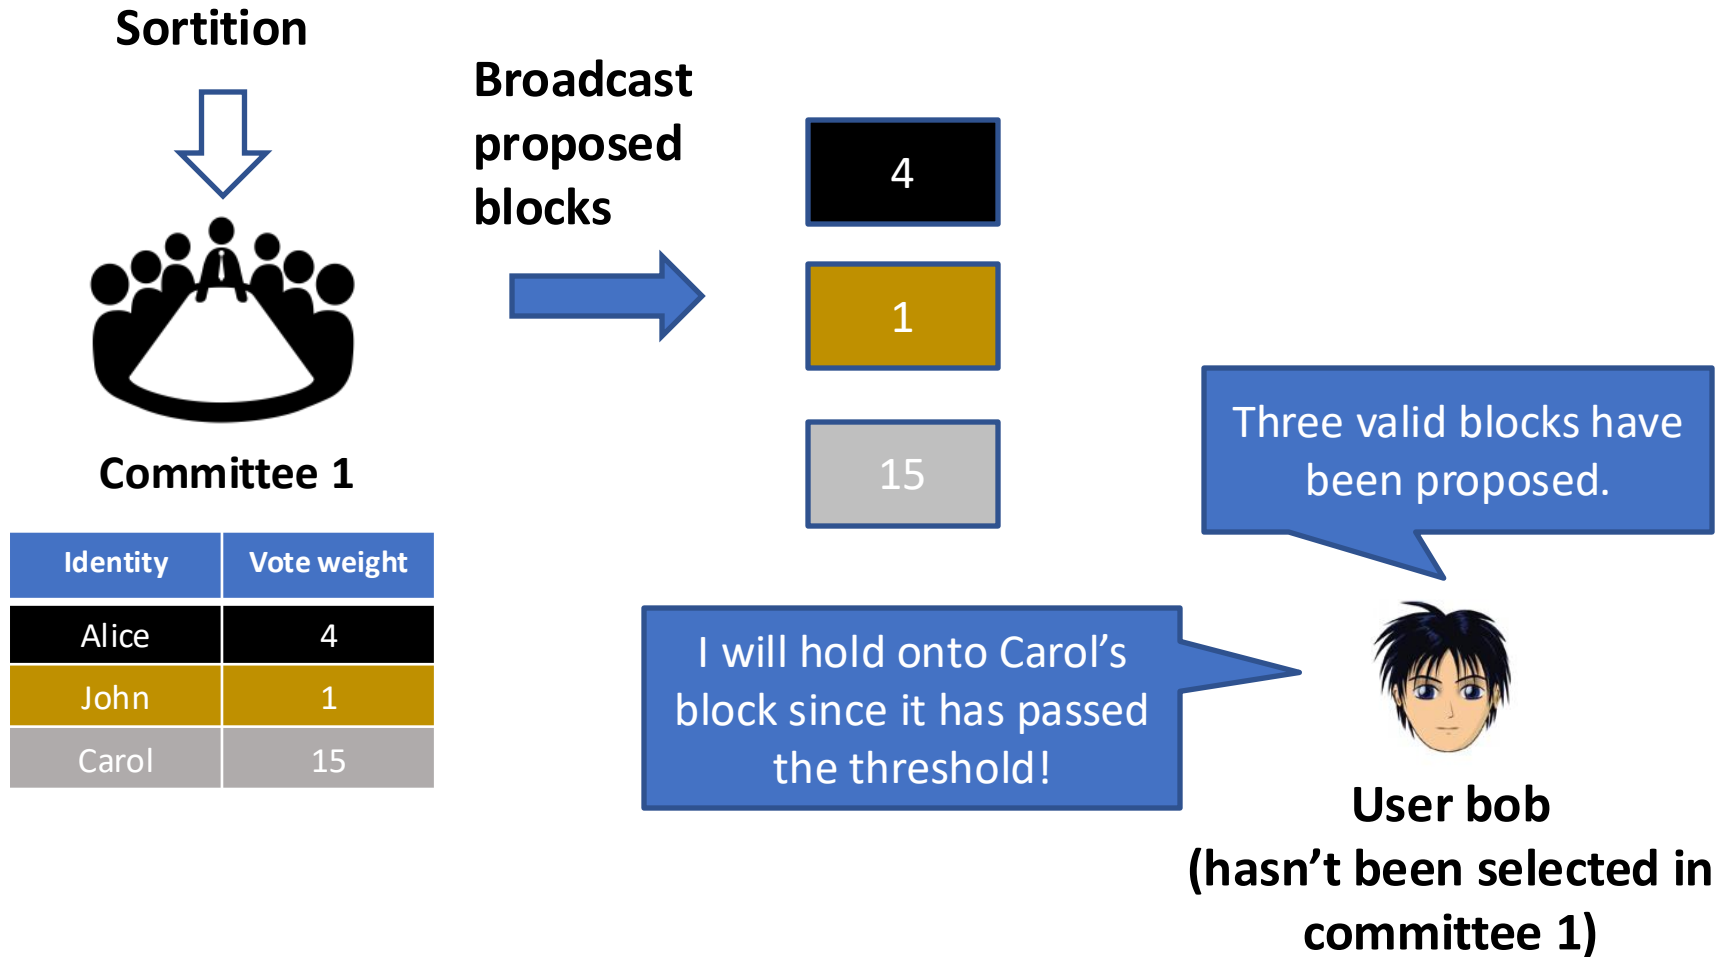 Sortition
Broadcast
proposed
blocks
4
1
15
Committee 1
Identity Vote weight
Alice 4
John 1
Carol 15
Three valid blocks have
been proposed.
I will hold onto Carol’s
block since it has passed
the threshold!
User bob
(hasn’t been selected in
committee 1)